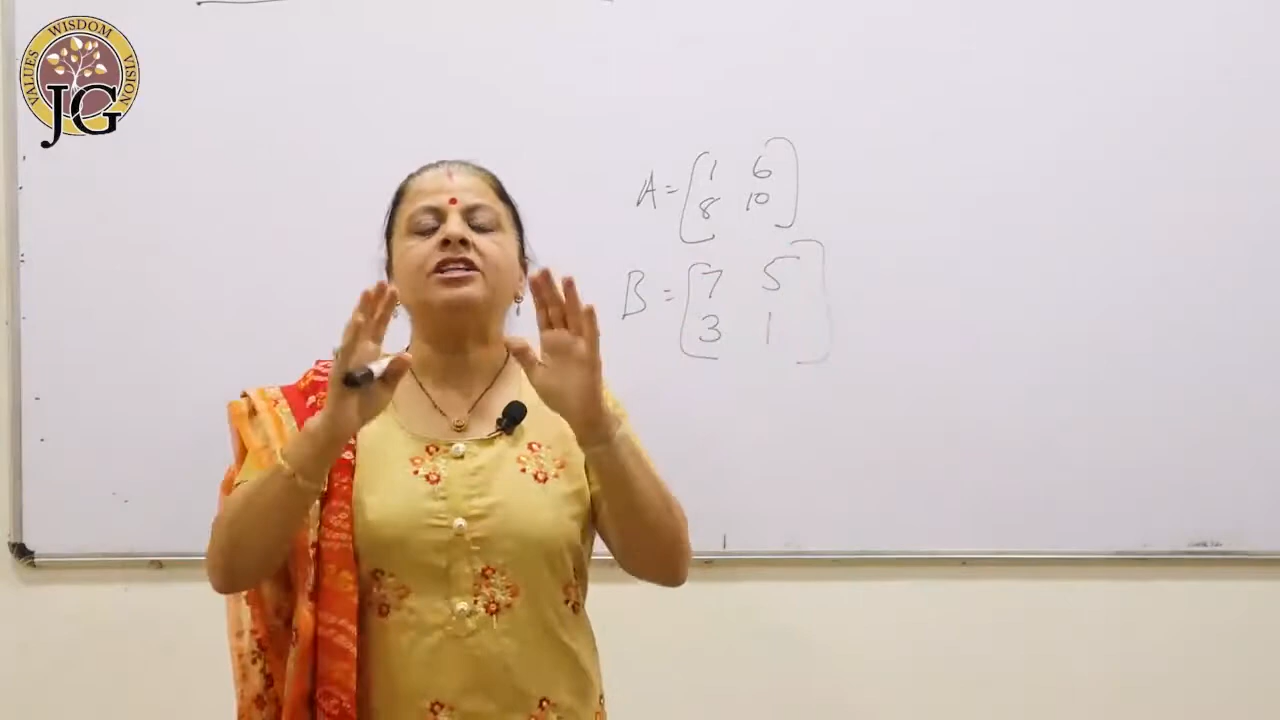 VALUES WISDOM VISION
JG
A = [1 6
8 10]
B = [7 5
3 1]